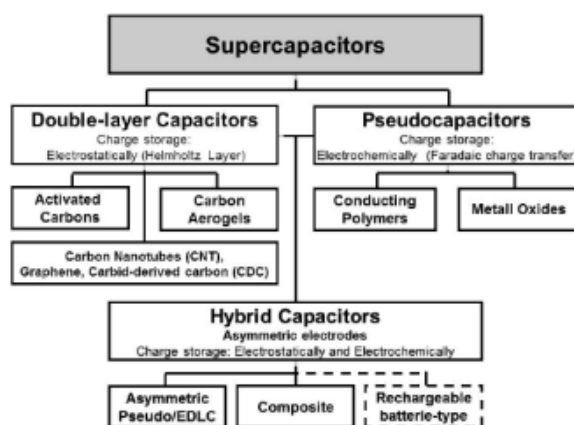 Supercapacitors
Double-layer Capacitors
Charge storage:
Electrostatically (Helmholtz Layer)
Pseudocapacitors
Charge storage:
Electrochemically (Faradaic charge transfer
Activated
Carbons
Carbon
Aerogels
Conducting
Polymers
Metall Oxides
Carbon Nanotubes (CNT),
Graphene, Carbid-derived carbon (CDC)
Hybrid Capacitors
Asymmetric electrodes
Charge storage: Electrostatically and Electrochemically
Asymmetric
Pseudo/EDLC
Composite
Rechargeable
batterie-type